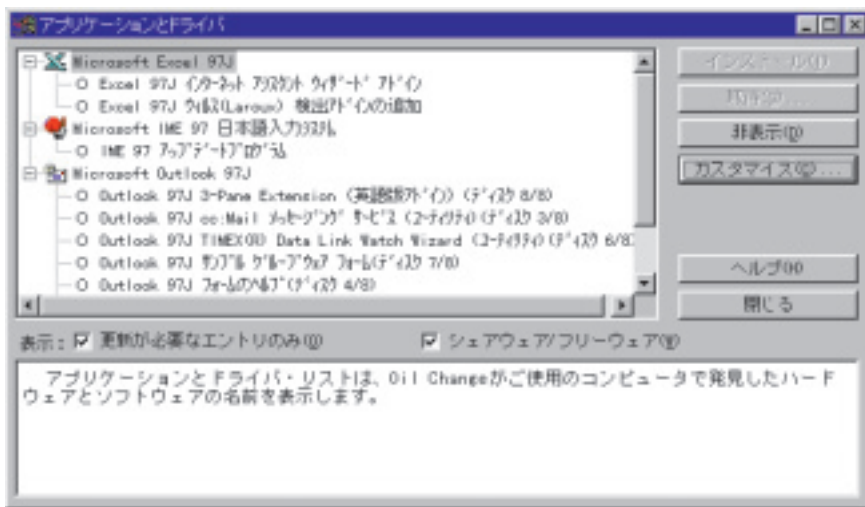 アプリケーションとドライバ
Microsoft Excel 97J
Excel 97J インターネット アシスタント ウィザード アドイン
Excel 97J ウィルス(Laroux) 検出アドインの追加
Microsoft IME 97 日本語入力システム
IME 97 アップデートプログラム
Microsoft Outlook 97J
Outlook 97J 3-Pane Extension (英語版アドイン) (ディスク 8/8)
Outlook 97J cc:Mail メッセージング サービス (ユーティリティ) (ディスク 3/8)
Outlook 97J TIMEX(R) Data Link Watch Wizard (ユーティリティ) (ディスク 6/8)
Outlook 97J サンプル グループウェア フォーム(ディスク 7/8)
Outlook 97J フォームのヘルプ(ディスク 4/8)
インストール(I)
非表示(D)
カスタマイズ(C)...
ヘルプ(H)
閉じる
表示: 更新が必要なエントリのみ(U) シェアウェア/フリーウェア(W)
アプリケーションとドライバ・リストは、Oil Changeがご使用のコンピュータで発見したハード
ウェアとソフトウェアの名前を表示します。